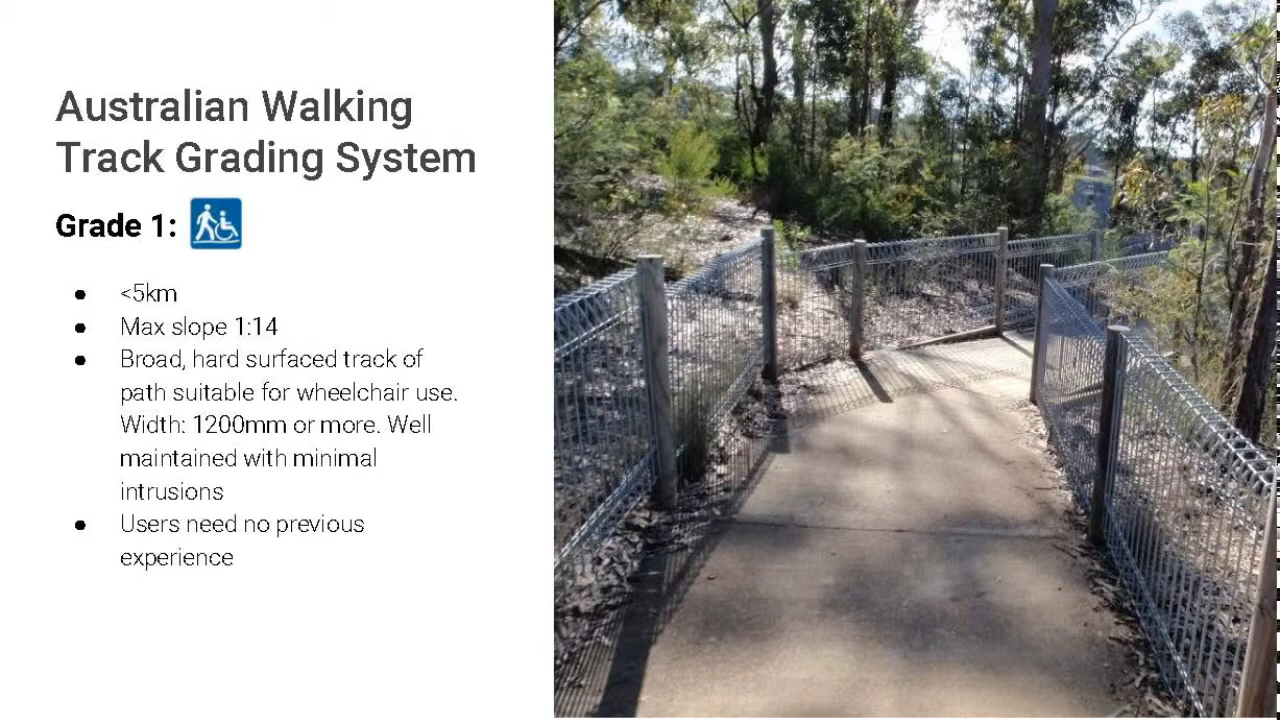 Australian Walking
Track Grading System
Grade 1:
● <5km
● Max slope 1:14
● Broad, hard surfaced track of
path suitable for wheelchair use.
Width: 1200mm or more. Well
maintained with minimal
intrusions
● Users need no previous
experience